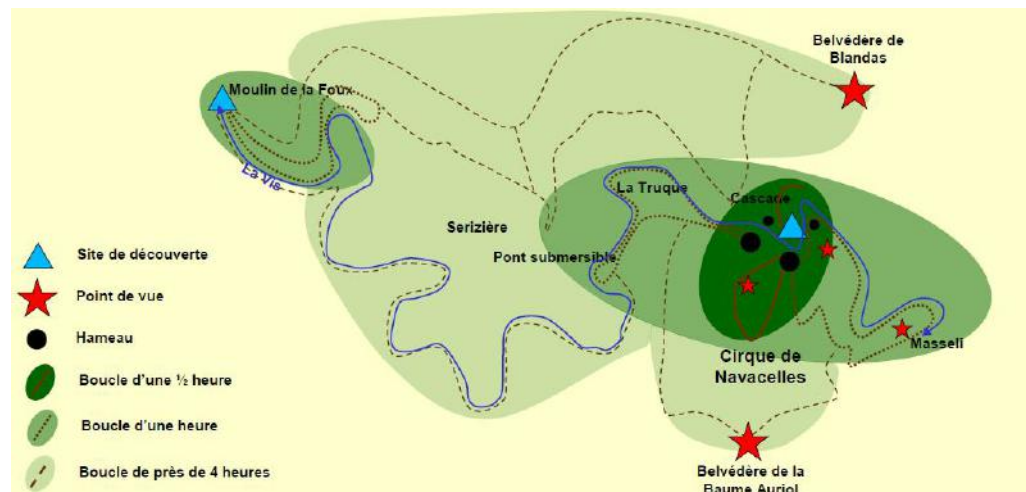 Belvédère de
Blandas
Moulin de la Foux
La Vis
La Truque
Cascade
Serizière
Pont submersible
Site de découverte
Point de vue
Hameau
Masseli
Cirque de
Navacelles
Boucle d'une ½ heure
Boucle d'une heure
Boucle de près de 4 heures
Belvédère de la
Baume Auriol